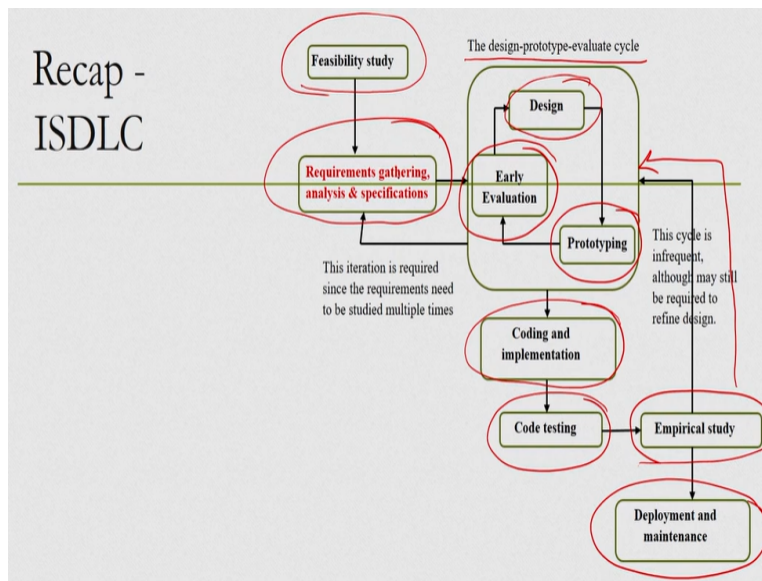 Recap -
ISDLC
Feasibility study
The design-prototype-evaluate cycle
Design
Requirements gathering,
analysis & specifications
Early
Evaluation
Prototyping
This iteration is required
since the requirements need
to be studied multiple times
This cycle is
infrequent,
although may still
be required to
refine design.
Coding and
implementation
Code testing
Empirical study
Deployment and
maintenance